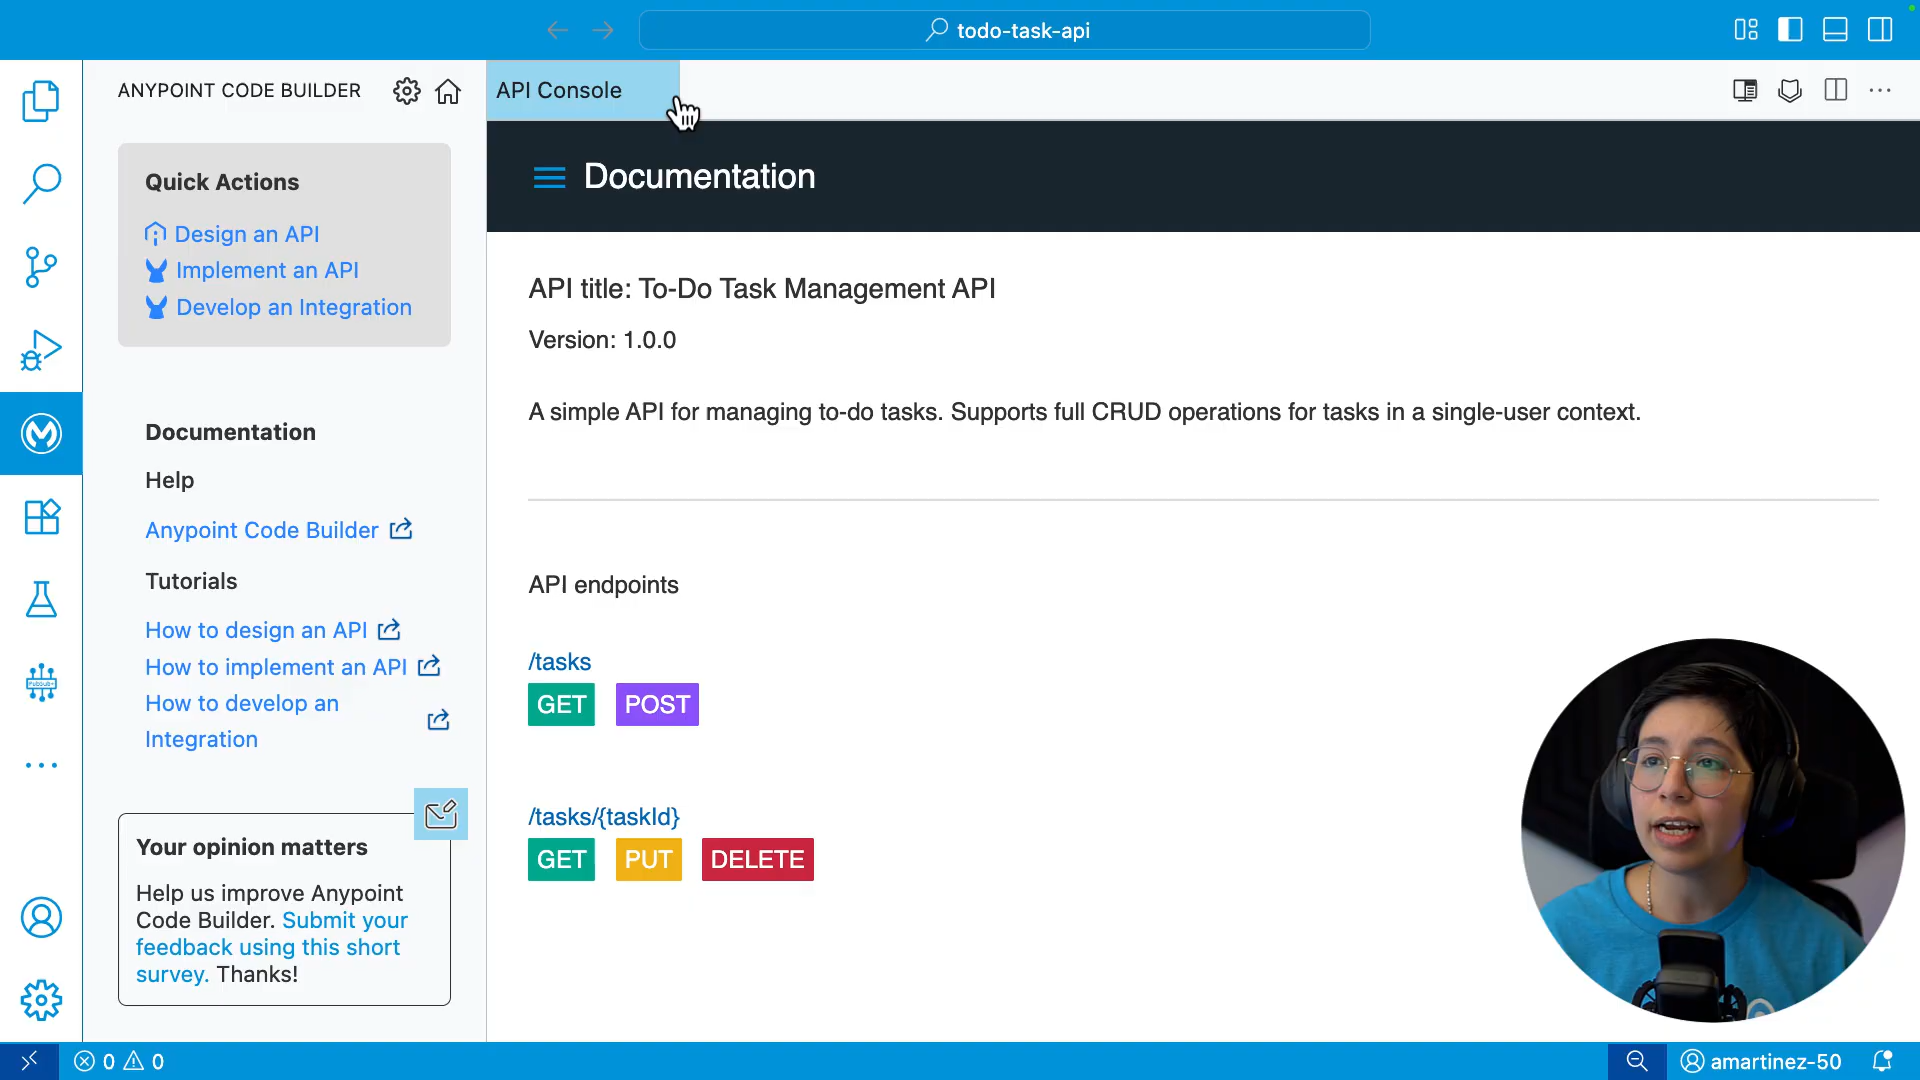 todo-task-api
ANYPOINT CODE BUILDER
API Console
Quick Actions
Design an API
Implement an API
Develop an Integration
Documentation
Help
Anypoint Code Builder
Tutorials
How to design an API
How to implement an API
How to develop an
Integration
Your opinion matters
Help us improve Anypoint
Code Builder. Submit your
feedback using this short
survey. Thanks!
Documentation
API title: To-Do Task Management API
Version: 1.0.0
A simple API for managing to-do tasks. Supports full CRUD operations for tasks in a single-user context.
API endpoints
/tasks
GET POST
/tasks/{taskId}
GET PUT DELETE
0 0
amartinez-50